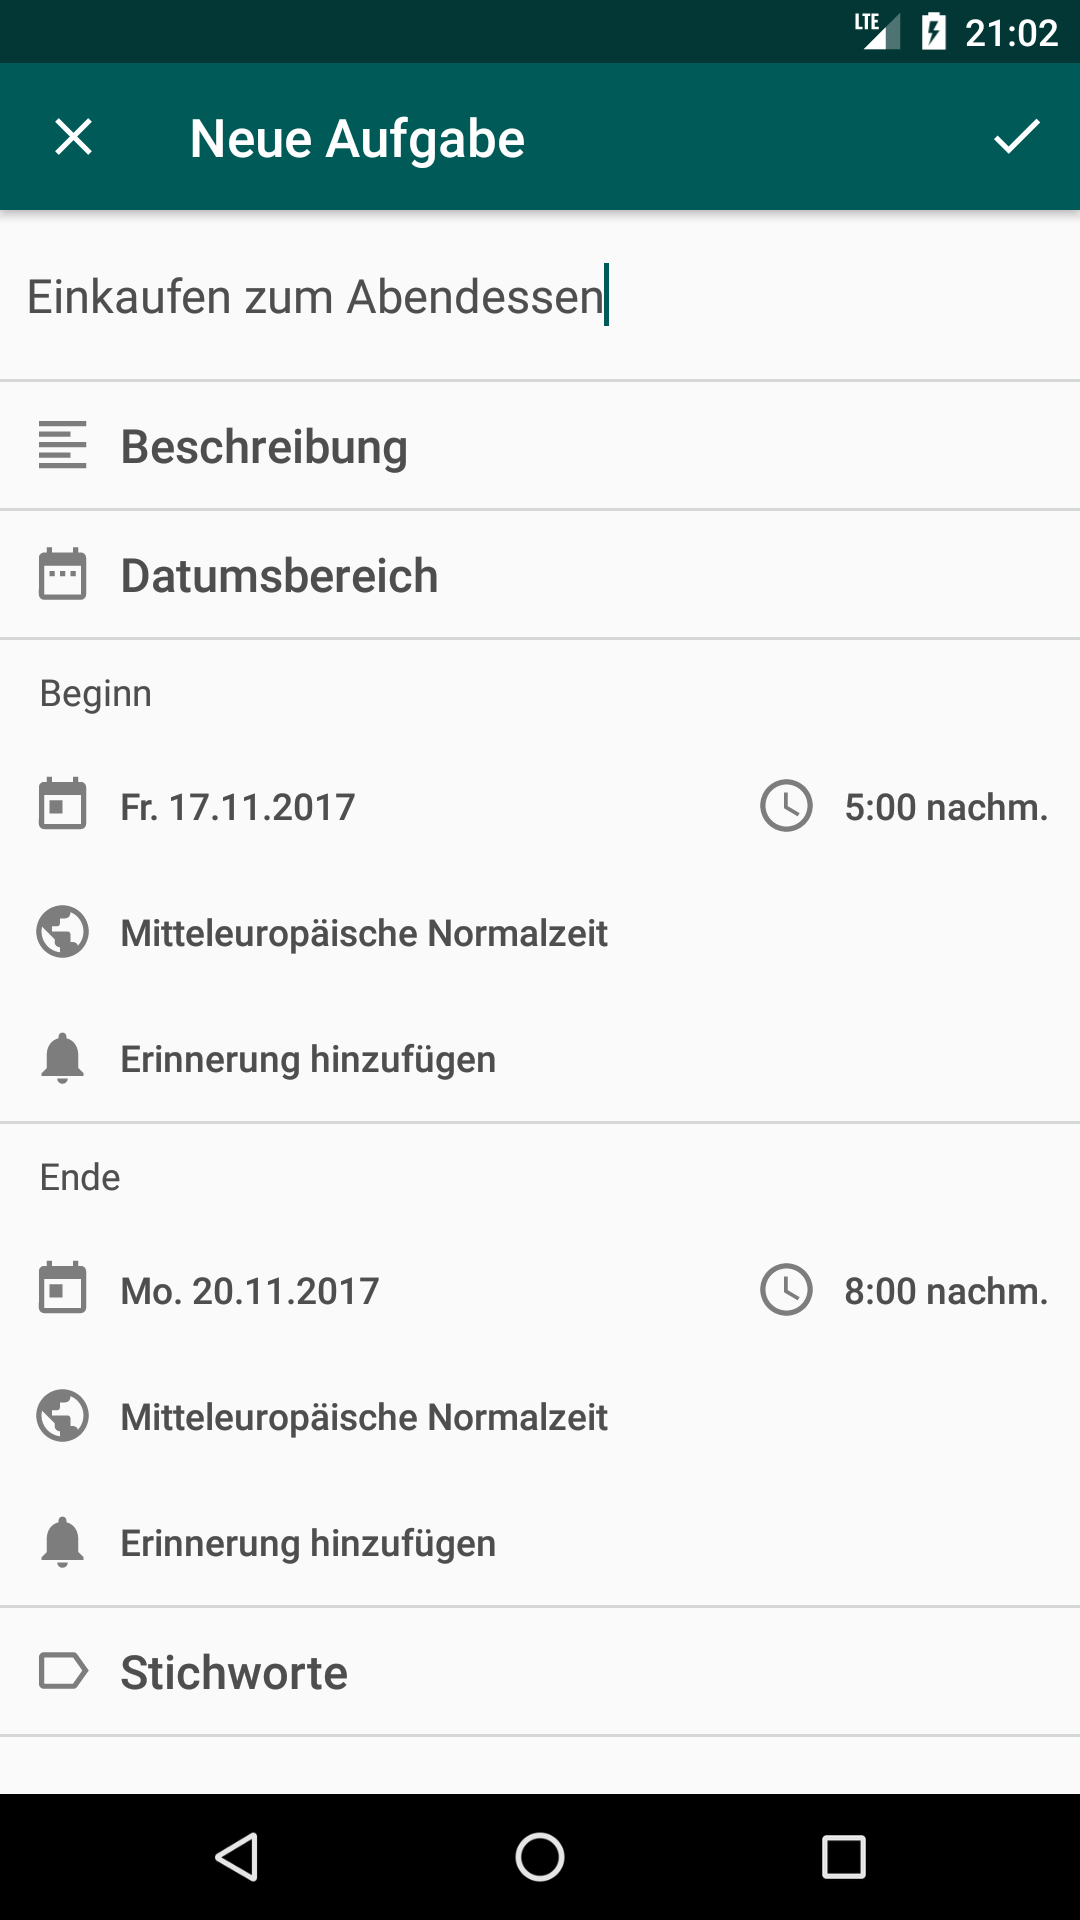 LTE 21:02
Neue Aufgabe
Einkaufen zum Abendessen
Beschreibung
Datumsbereich
Beginn
Fr. 17.11.2017 5:00 nachm.
Mitteleuropäische Normalzeit
Erinnerung hinzufügen
Ende
Mo. 20.11.2017 8:00 nachm.
Mitteleuropäische Normalzeit
Erinnerung hinzufügen
Stichworte